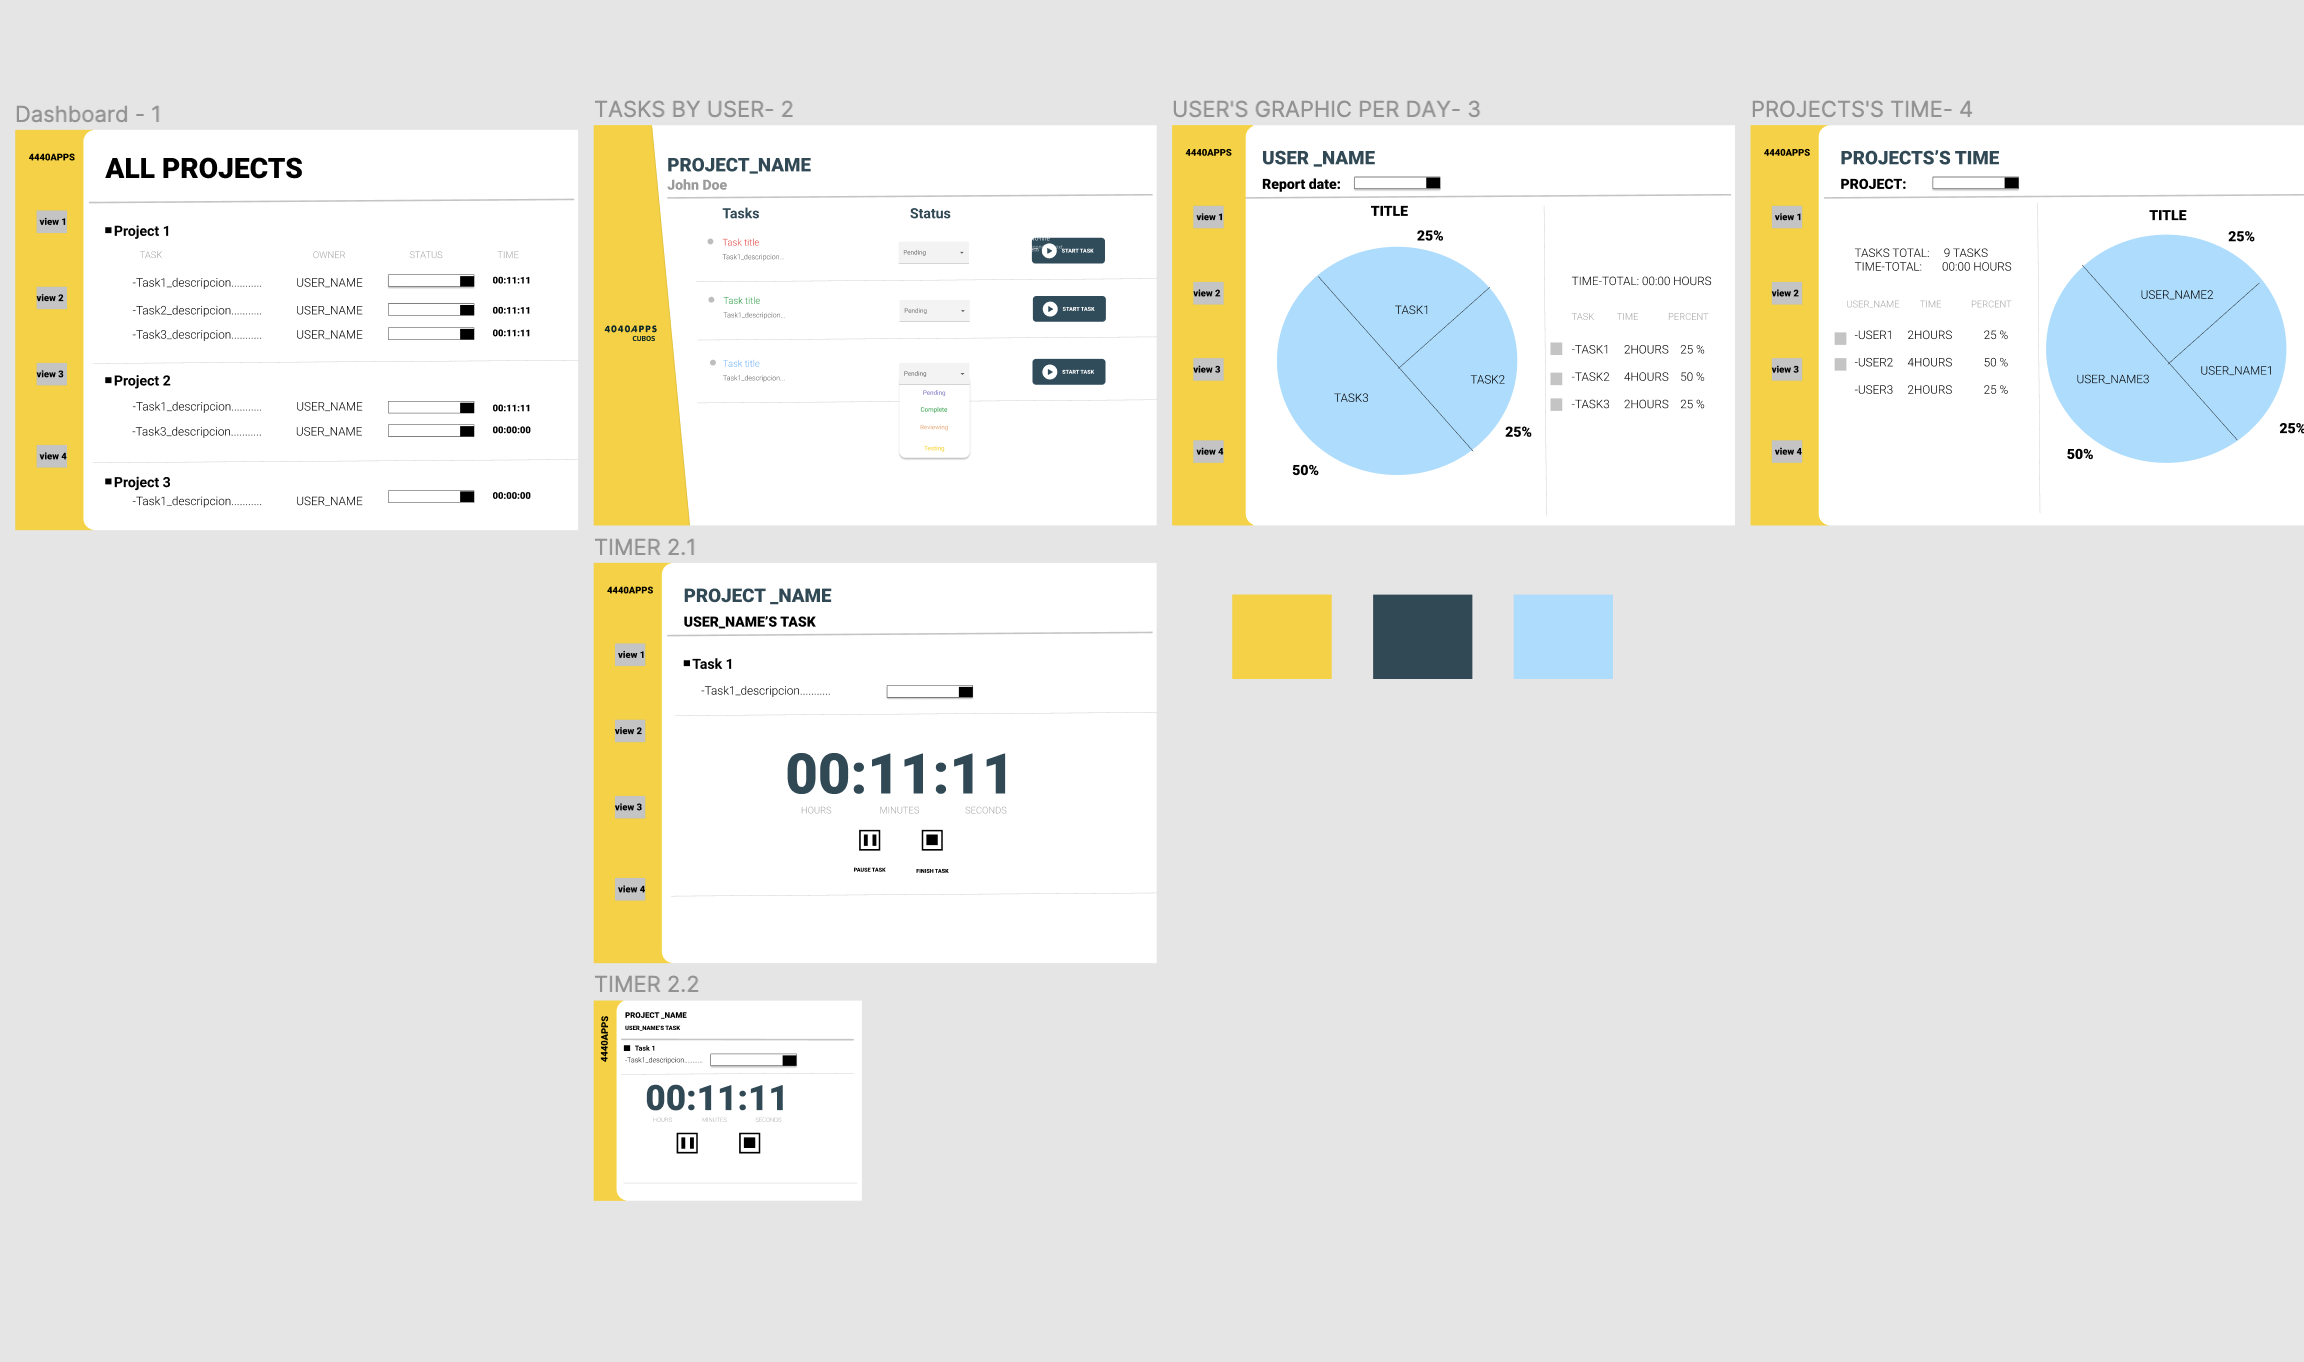 Dashboard - 1
4440APPS
view 1
view 2
view 3
view 4
ALL PROJECTS
Project 1
TASK OWNER STATUS TIME
-Task1_descripcion.......... USER_NAME 00:11:11
-Task2_descripcion.......... USER_NAME 00:11:11
-Task3_descripcion.......... USER_NAME 00:11:11
Project 2
-Task1_descripcion.......... USER_NAME 00:11:11
-Task3_descripcion.......... USER_NAME 00:00:00
Project 3
-Task1_descripcion.......... USER_NAME 00:00:00
TASKS BY USER- 2
4040APPS
CUBOS
PROJECT_NAME
John Doe
Tasks Status
Task title
Task1_descripcion...
Pending
START TASK
Task title
Task1_descripcion...
Pending
START TASK
Task title
Task1_descripcion...
Pending
START TASK
Pending
Complete
Reviewing
Testing
USER'S GRAPHIC PER DAY- 3
4440APPS
view 1
view 2
view 3
view 4
USER _NAME
Report date:
TITLE
25%
TASK1
TASK2
TASK3
25%
50%
TIME-TOTAL: 00:00 HOURS
TASK TIME PERCENT
-TASK1 2HOURS 25 %
-TASK2 4HOURS 50 %
-TASK3 2HOURS 25 %
PROJECTS'S TIME- 4
4440APPS
view 1
view 2
view 3
view 4
PROJECTS'S TIME
PROJECT:
TASKS TOTAL: 9 TASKS
TIME-TOTAL: 00:00 HOURS
USER_NAME TIME PERCENT
-USER1 2HOURS 25 %
-USER2 4HOURS 50 %
-USER3 2HOURS 25 %
TITLE
25%
USER_NAME2
USER_NAME1
USER_NAME3
25%
50%
TIMER 2.1
4440APPS
view 1
view 2
view 3
view 4
PROJECT _NAME
USER_NAME'S TASK
Task 1
-Task1_descripcion...........
00:11:11
HOURS MINUTES SECONDS
PAUSE TASK FINISH TASK
TIMER 2.2
4440APPS
PROJECT _NAME
USER_NAME'S TASK
Task 1
-Task1_descripcion..........
00:11:11
HOURS MINUTES SECONDS